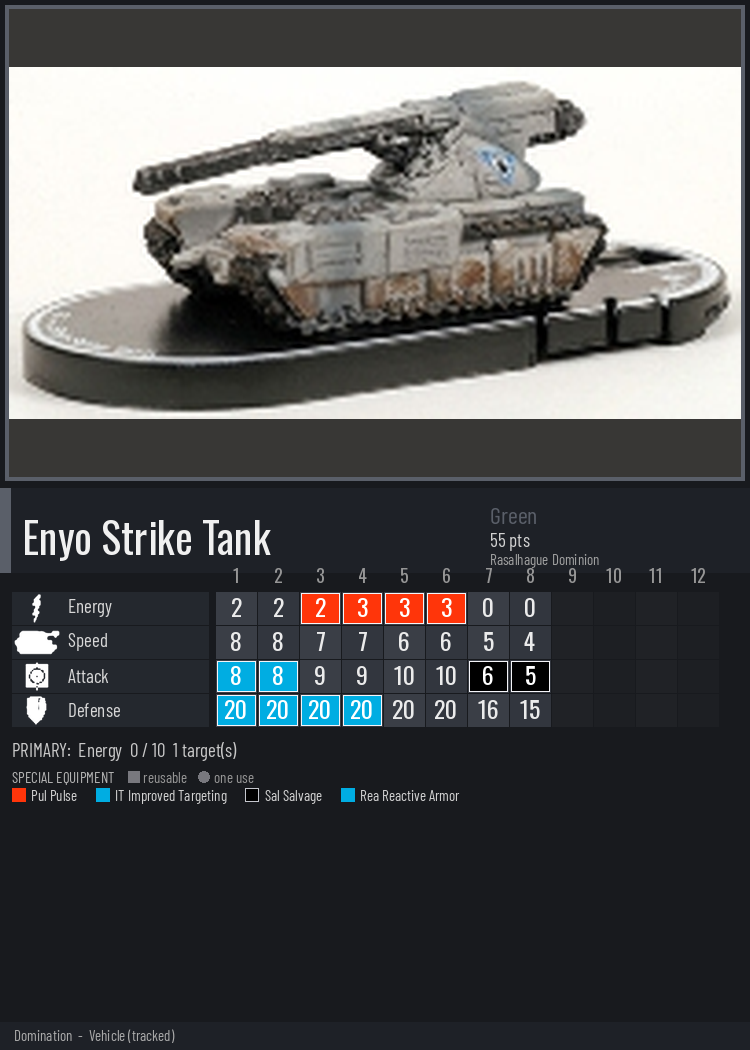 Enyo Strike Tank
Green
55 pts
Rasalhague Dominion
1 2 3 4 5 6 7 8 9 10 11 12
Energy 2 2 2 3 3 3 0 0
Speed 8 8 7 7 6 6 5 4
Attack 8 8 9 9 10 10 6 5
Defense 20 20 20 20 20 20 16 15
PRIMARY: Energy 0 / 10 1 target(s)
SPECIAL EQUIPMENT reusable one use
Pul Pulse IT Improved Targeting Sal Salvage Rea Reactive Armor
Domination - Vehicle (tracked)